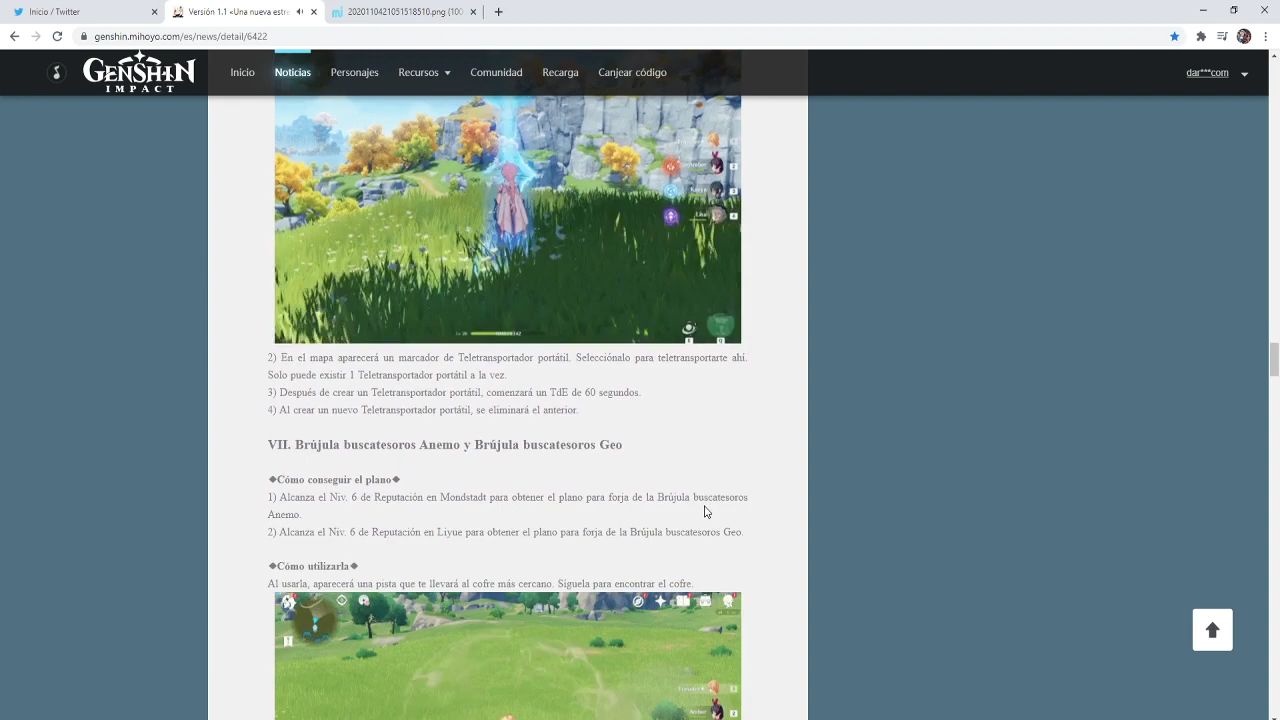 Inicio / Twitter
Versión 1.1 «Una nueva estre
2020110421051518510.png (100
genshin.mihoyo.com/es/news/detail/6422
GENSHIN
IMPACT
Inicio
Noticias
Personajes
Recursos
Comunidad
Recarga
Canjear código
dar***com
Kaeya
Lisa
2) En el mapa aparecerá un marcador de Teletransportador portátil. Selecciónalo para teletransportarte ahí.
Solo puede existir 1 Teletransportador portátil a la vez.
3) Después de crear un Teletransportador portátil, comenzará un TdE de 60 segundos.
4) Al crear un nuevo Teletransportador portátil, se eliminará el anterior.
VII. Brújula buscatesoros Anemo y Brújula buscatesoros Geo
◆Cómo conseguir el plano◆
1) Alcanza el Niv. 6 de Reputación en Mondstadt para obtener el plano para forja de la Brújula buscatesoros
Anemo.
2) Alcanza el Niv. 6 de Reputación en Liyue para obtener el plano para forja de la Brújula buscatesoros Geo.
◆Cómo utilizarla◆
Al usarla, aparecerá una pista que te llevará al cofre más cercano. Síguela para encontrar el cofre.
Amber